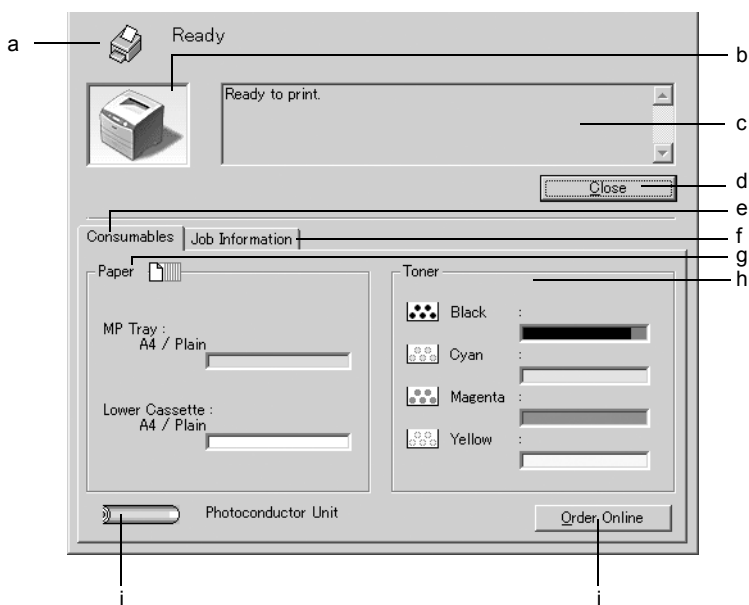 a
Ready
b
Ready to print.
c
Close
d
e
Consumables
Job Information
f
g
Paper
Toner
h
MP Tray :
A4 / Plain
Black :
Cyan :
Magenta :
Lower Cassette :
A4 / Plain
Yellow :
Photoconductor Unit
Order Online
i
j